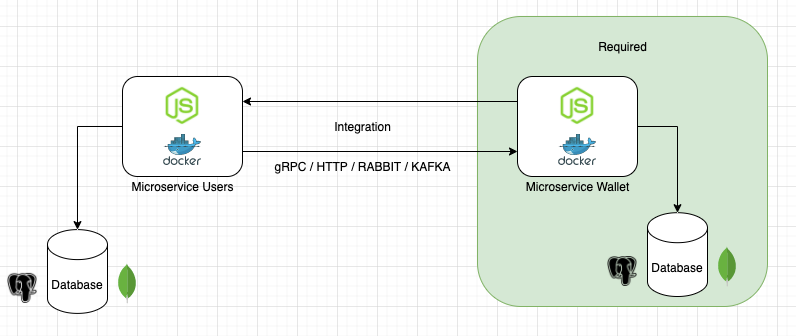 Required
JS
docker
Microservice Users
Integration
gRPC / HTTP / RABBIT / KAFKA
JS
docker
Microservice Wallet
Database
Database